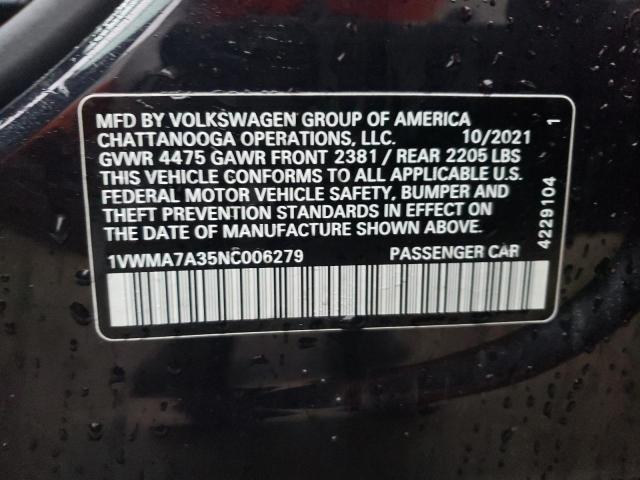 MFD BY VOLKSWAGEN GROUP OF AMERICA
CHATTANOOGA OPERATIONS, LLC. 10/2021
GVWR 4475 GAWR FRONT 2381 / REAR 2205 LBS
THIS VEHICLE CONFORMS TO ALL APPLICABLE U.S.
FEDERAL MOTOR VEHICLE SAFETY, BUMPER AND
THEFT PREVENTION STANDARDS IN EFFECT ON
THE DATE OF MANUFACTURE SHOWN ABOVE.
1VWMA7A35NC006279 PASSENGER CAR
4229104 1